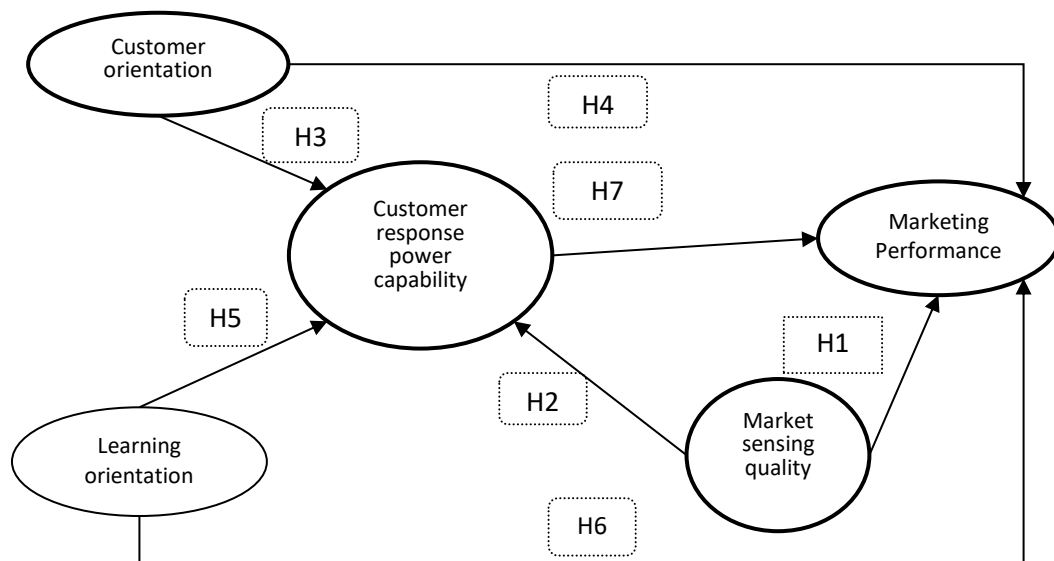 Customer
orientation
H4
H3
H7
Customer
response
power
capability
Marketing
Performance
H5
H1
H2
Market
sensing
quality
Learning
orientation
H6